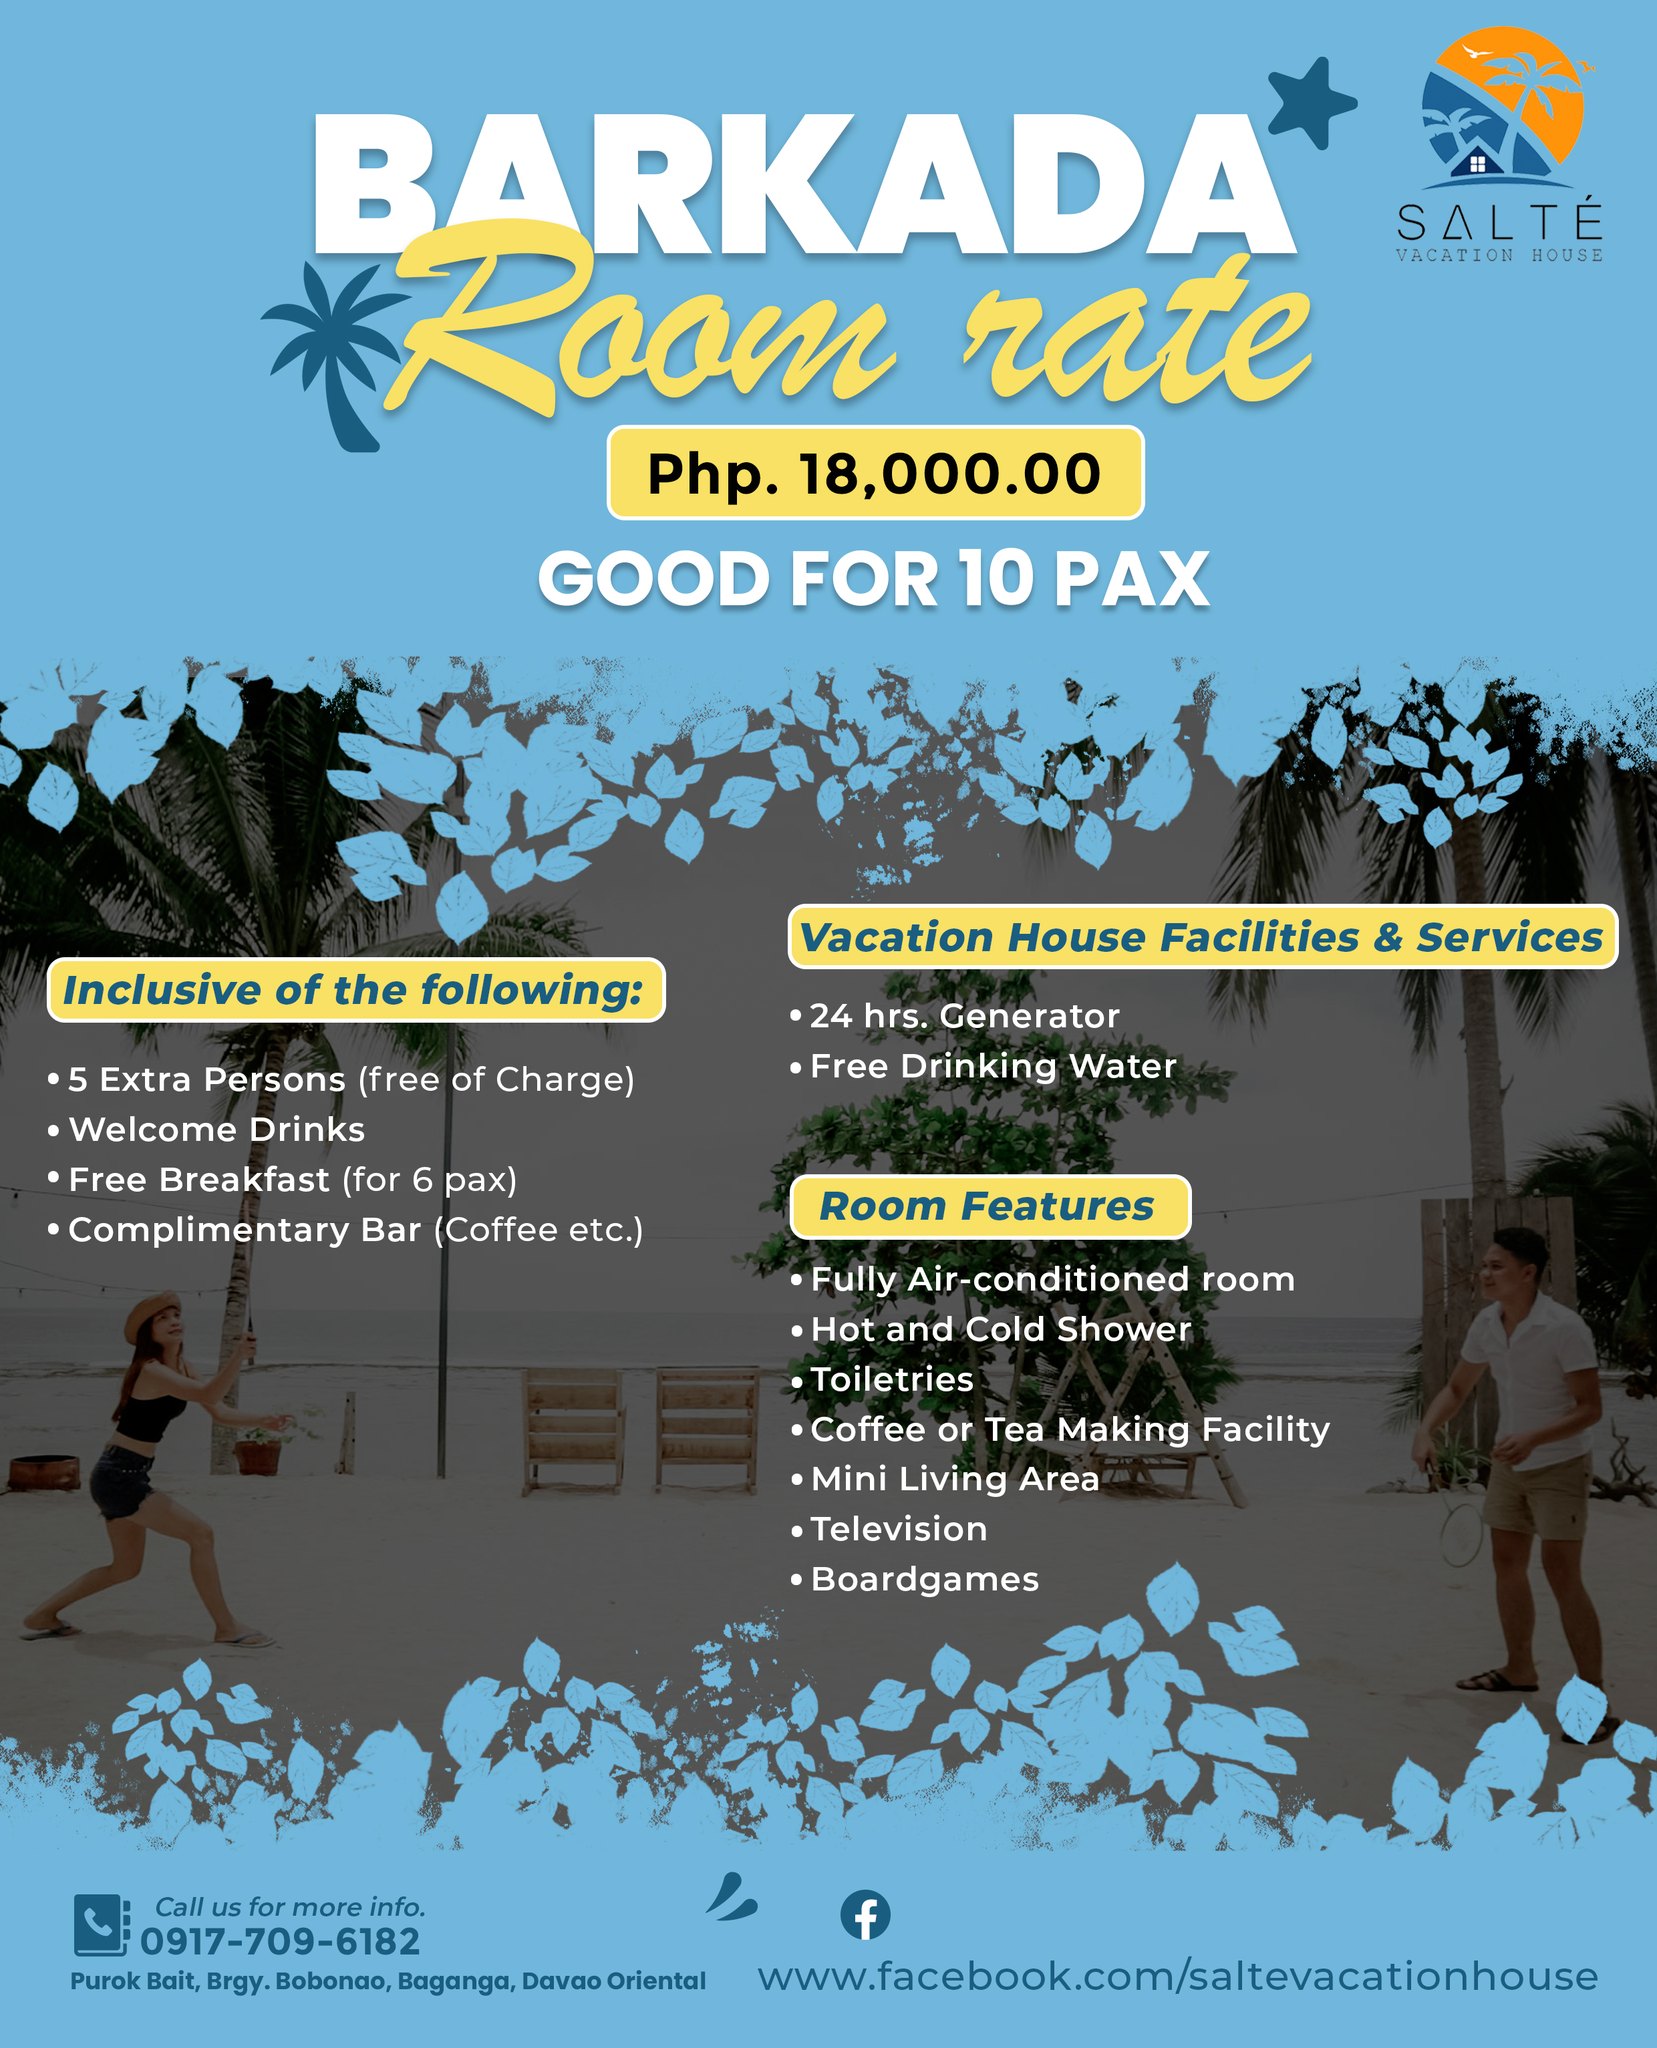 SALTÉ
VACATION HOUSE
BARKADA
Room rate
Php. 18,000.00
GOOD FOR 10 PAX
Inclusive of the following:
• 5 Extra Persons (free of Charge)
• Welcome Drinks
• Free Breakfast (for 6 pax)
• Complimentary Bar (Coffee etc.)
Vacation House Facilities & Services
• 24 hrs. Generator
• Free Drinking Water
Room Features
• Fully Air-conditioned room
• Hot and Cold Shower
• Toiletries
• Coffee or Tea Making Facility
• Mini Living Area
• Television
• Boardgames
Call us for more info.
0917-709-6182
Purok Bait, Brgy. Bobonao, Baganga, Davao Oriental
www.facebook.com/saltevacationhouse